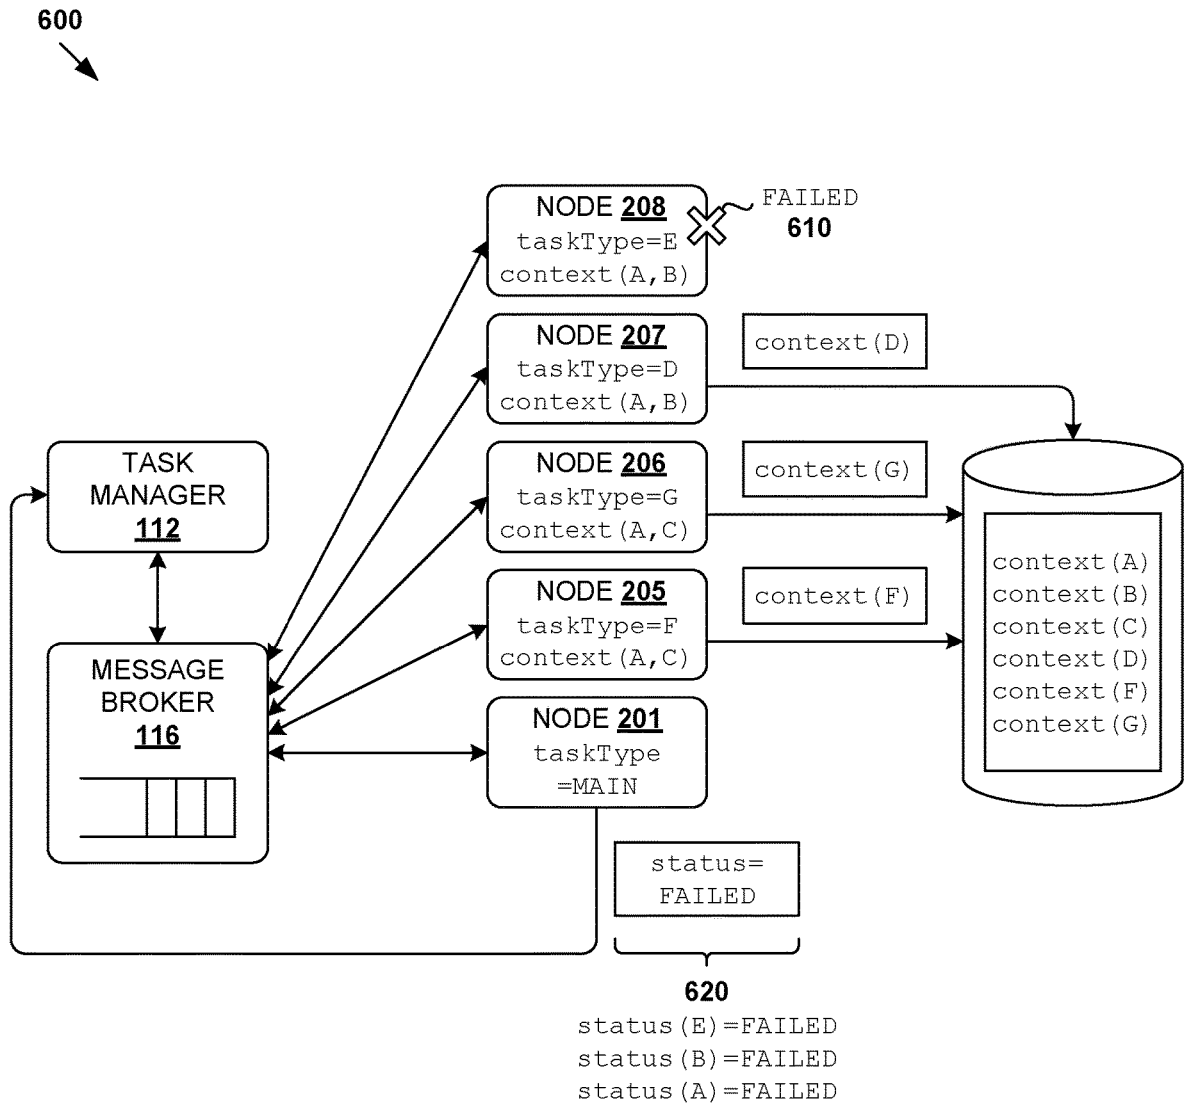 600
NODE 208
taskType=E
context(A,B)
FAILED
610
NODE 207
taskType=D
context(A,B)
context(D)
NODE 206
taskType=G
context(A,C)
context(G)
NODE 205
taskType=F
context(A,C)
context(F)
NODE 201
taskType
=MAIN
TASK
MANAGER
112
MESSAGE
BROKER
116
context(A)
context(B)
context(C)
context(D)
context(F)
context(G)
status=
FAILED
620
status(E)=FAILED
status(B)=FAILED
status(A)=FAILED